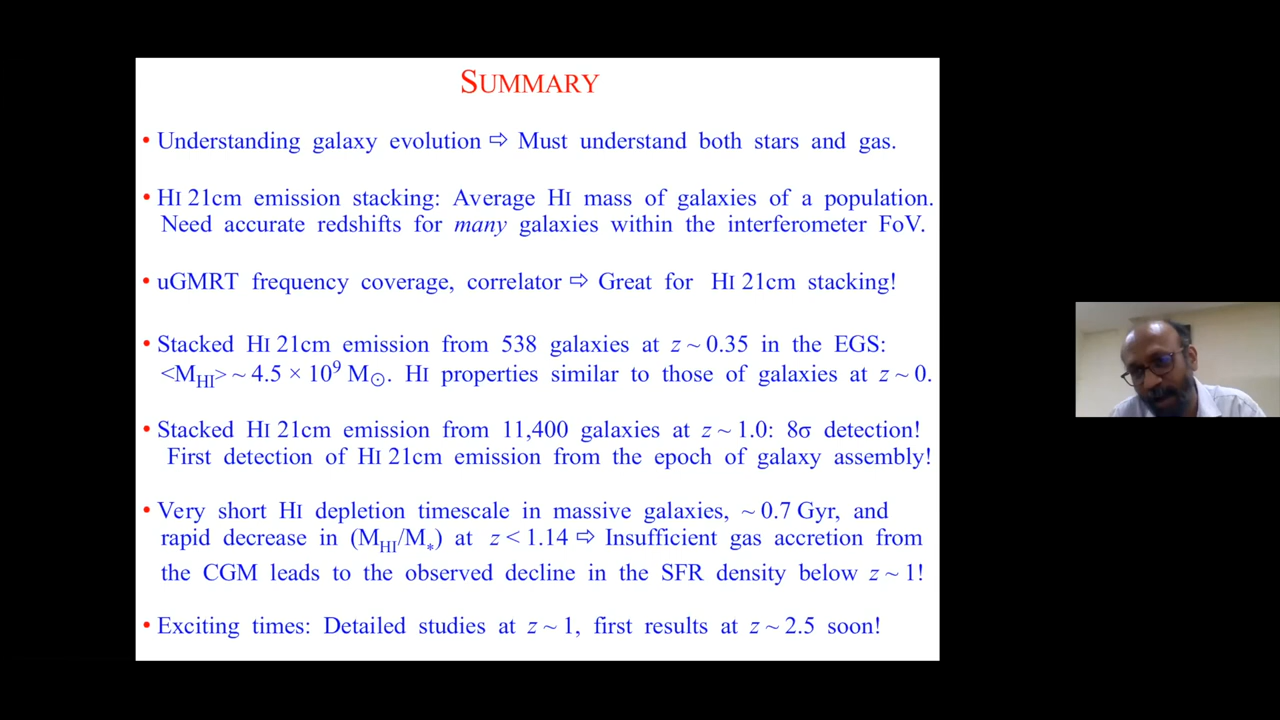 SUMMARY
• Understanding galaxy evolution ⇨ Must understand both stars and gas.
• HI 21cm emission stacking: Average HI mass of galaxies of a population.
Need accurate redshifts for many galaxies within the interferometer FoV.
• uGMRT frequency coverage, correlator ⇨ Great for HI 21cm stacking!
• Stacked HI 21cm emission from 538 galaxies at z ~ 0.35 in the EGS:
<M_HI> ~ 4.5 × 10⁹ M☉. HI properties similar to those of galaxies at z ~ 0.
• Stacked HI 21cm emission from 11,400 galaxies at z ~ 1.0: 8σ detection!
First detection of HI 21cm emission from the epoch of galaxy assembly!
• Very short HI depletion timescale in massive galaxies, ~ 0.7 Gyr, and
rapid decrease in (M_HI/M_*) at z < 1.14 ⇨ Insufficient gas accretion from
the CGM leads to the observed decline in the SFR density below z ~ 1!
• Exciting times: Detailed studies at z ~ 1, first results at z ~ 2.5 soon!